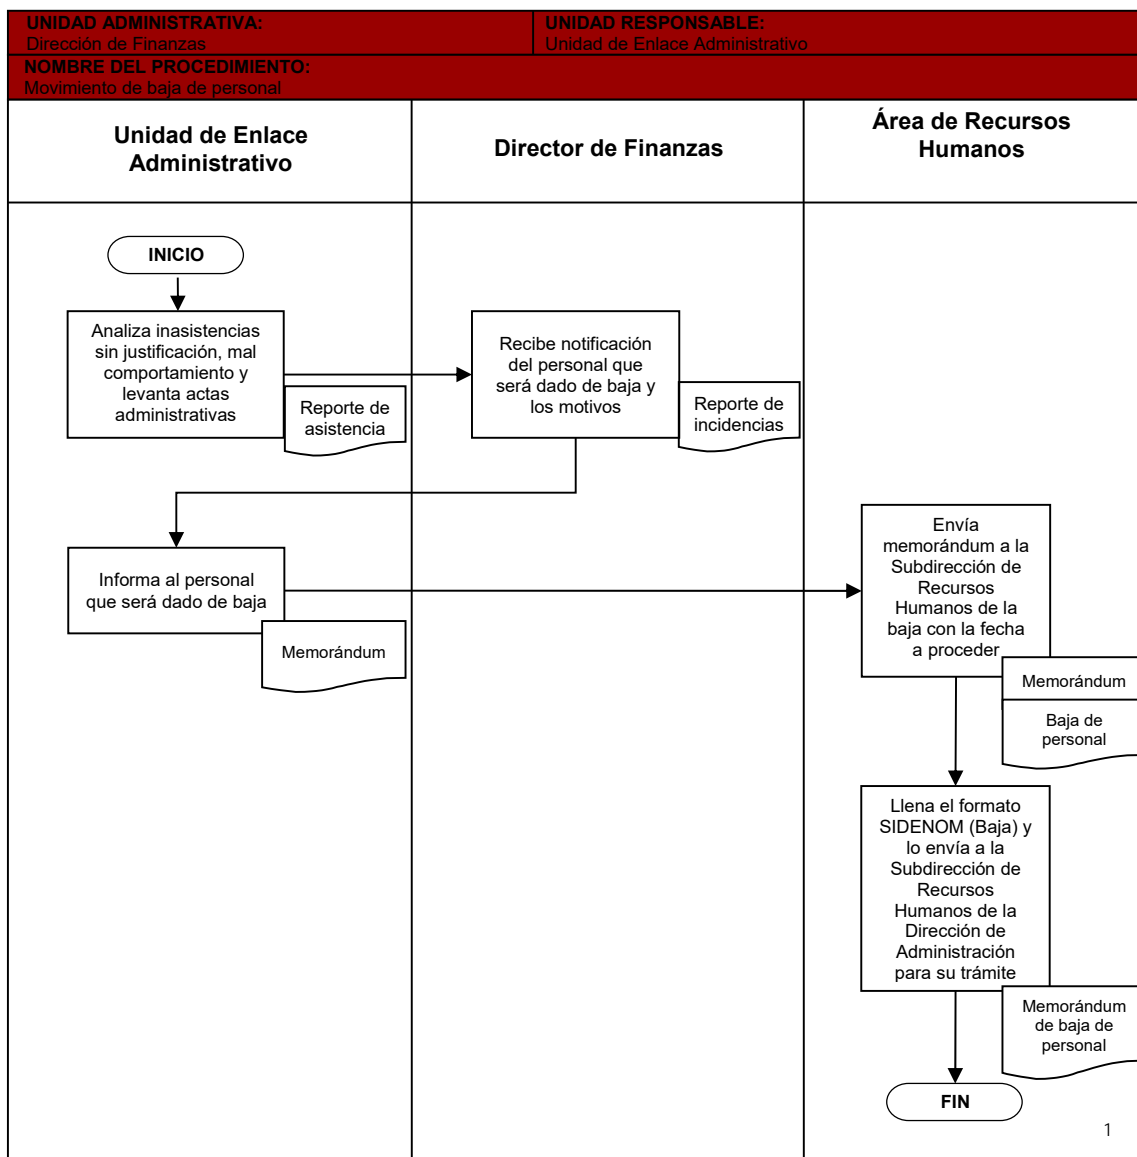 UNIDAD ADMINISTRATIVA:
Dirección de Finanzas
UNIDAD RESPONSABLE:
Unidad de Enlace Administrativo
NOMBRE DEL PROCEDIMIENTO:
Movimiento de baja de personal
Unidad de Enlace
Administrativo
Director de Finanzas
Área de Recursos
Humanos
INICIO
Analiza inasistencias
sin justificación, mal
comportamiento y
levanta actas
administrativas
Reporte de
asistencia
Recibe notificación
del personal que
será dado de baja y
los motivos
Reporte de
incidencias
Informa al personal
que será dado de baja
Memorándum
Envía
memorándum a la
Subdirección de
Recursos
Humanos de la
baja con la fecha
a proceder
Memorándum
Baja de
personal
Llena el formato
SIDENOM (Baja) y
lo envía a la
Subdirección de
Recursos
Humanos de la
Dirección de
Administración
para su trámite
Memorándum
de baja de
personal
FIN
1